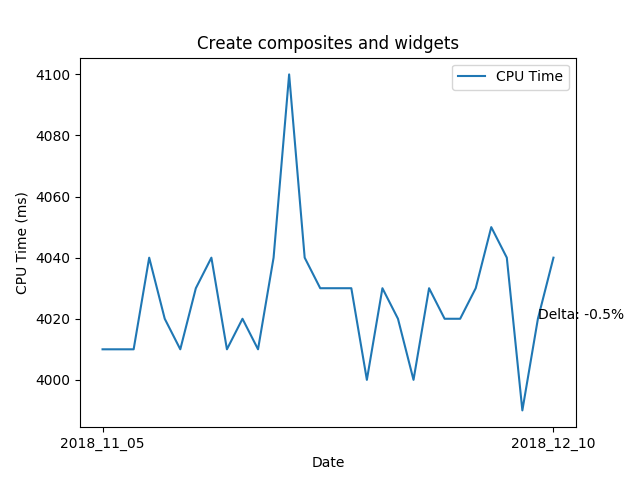 Create composites and widgets
CPU Time
4100
4080
4060
4040
4020
4000
CPU Time (ms)
Delta: -0.5%
2018_11_05
2018_12_10
Date